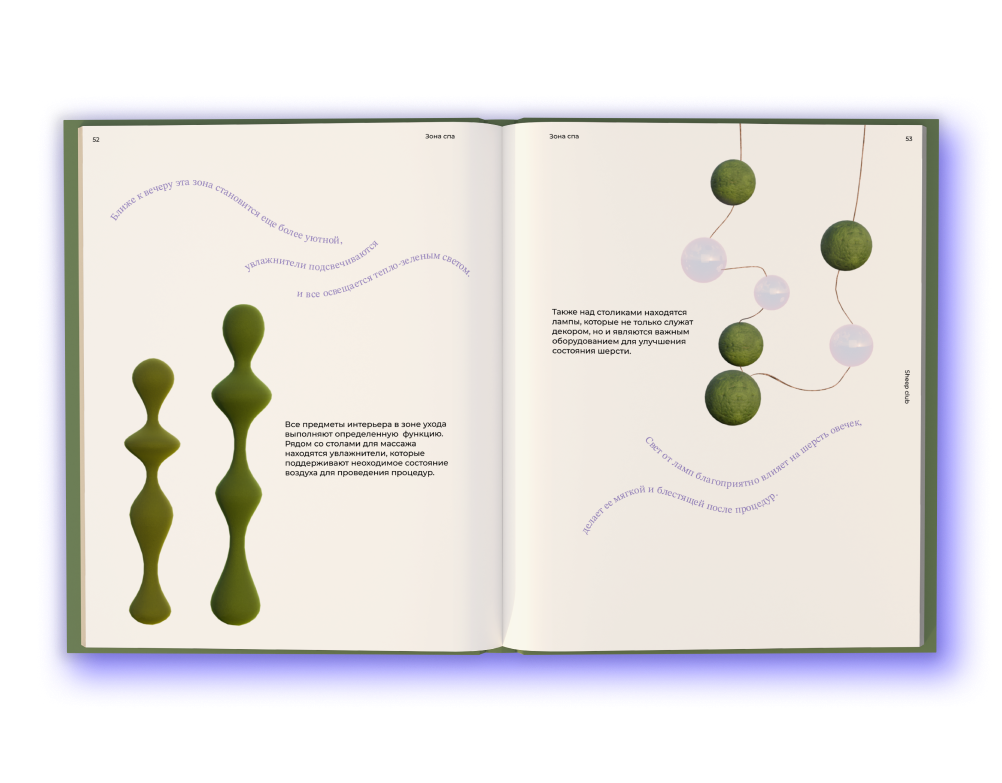 52
Зона спа
Ближе к вечеру эта зона становится еще более уютной,
увлажнители подсвечиваются
и все освещается тепло-зеленым светом.
Все предметы интерьера в зоне ухода
выполняют определенную функцию.
Рядом со столами для массажа
находятся увлажнители, которые
поддерживают неоходимое состояние
воздуха для проведения процедур.
Зона спа
53
Также над столиками находятся
лампы, которые не только служат
декором, но и являются важным
оборудованием для улучшения
состояния шерсти.
Sheep club
Свет от ламп благоприятно влияет на шерсть овечек,
делает ее мягкой и блестящей после процедур.